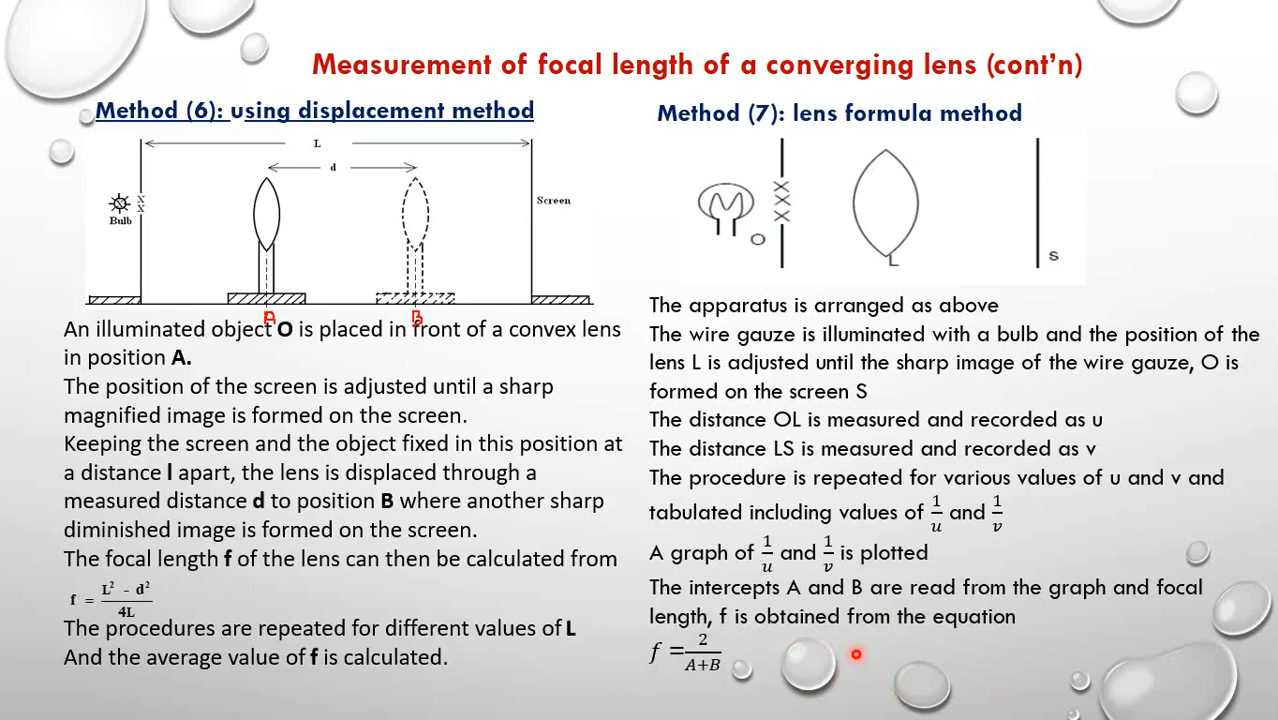 Measurement of focal length of a converging lens (cont'n)
Method (6): using displacement method
L
d
Bulb
X
X
Screen
A
B
An illuminated object O is placed in front of a convex lens
in position A.
The position of the screen is adjusted until a sharp
magnified image is formed on the screen.
Keeping the screen and the object fixed in this position at
a distance l apart, the lens is displaced through a
measured distance d to position B where another sharp
diminished image is formed on the screen.
The focal length f of the lens can then be calculated from
f = (L² - d²)/4L
The procedures are repeated for different values of L
And the average value of f is calculated.
Method (7): lens formula method
X
X
X
O
L
S
The apparatus is arranged as above
The wire gauze is illuminated with a bulb and the position of the
lens L is adjusted until the sharp image of the wire gauze, O is
formed on the screen S
The distance OL is measured and recorded as u
The distance LS is measured and recorded as v
The procedure is repeated for various values of u and v and
tabulated including values of 1/u and 1/v
A graph of 1/u and 1/v is plotted
The intercepts A and B are read from the graph and focal
length, f is obtained from the equation
f = 2/(A+B)